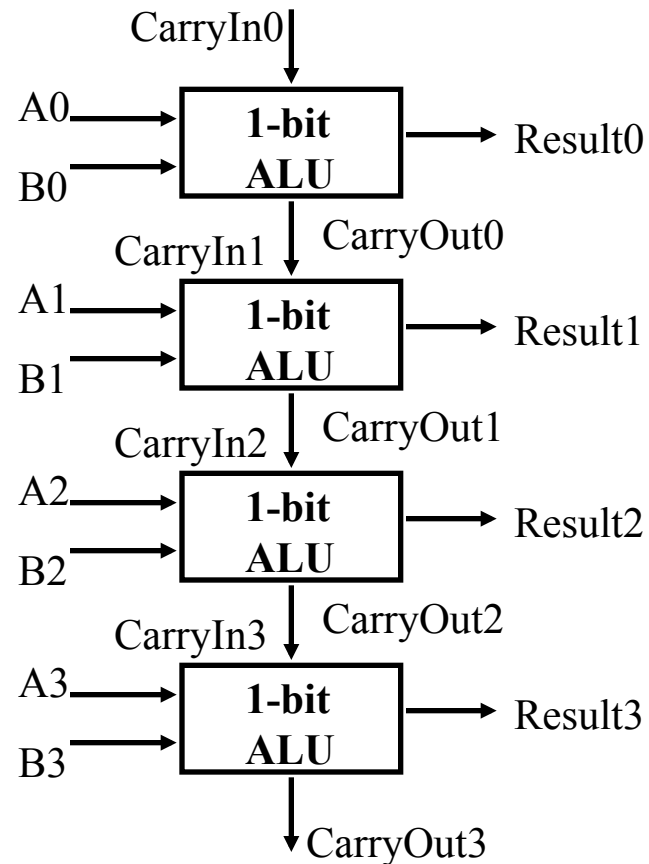 CarryIn0
A0
1-bit
ALU
Result0
B0
CarryOut0
CarryIn1
A1
1-bit
ALU
Result1
B1
CarryOut1
CarryIn2
A2
1-bit
ALU
Result2
B2
CarryOut2
CarryIn3
A3
1-bit
ALU
Result3
B3
CarryOut3